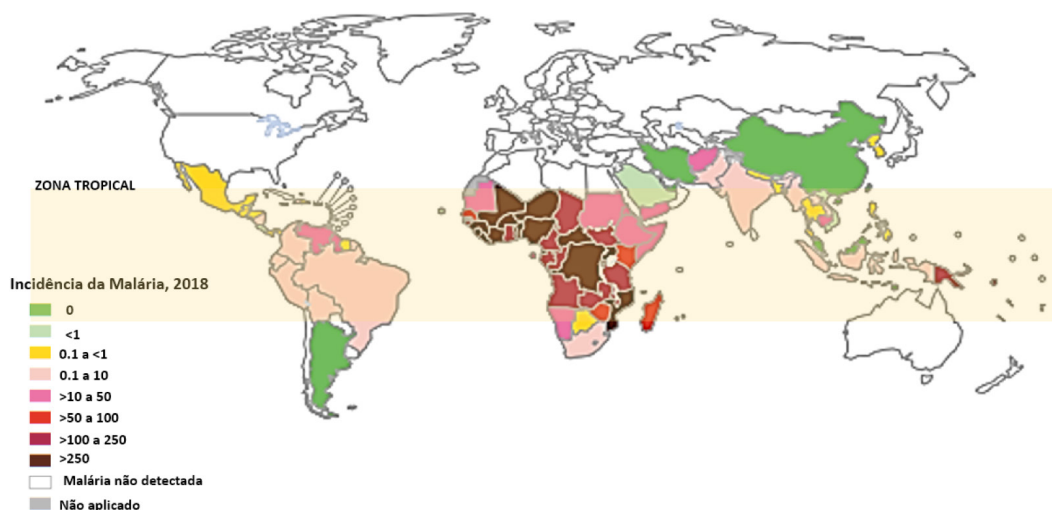 ZONA TROPICAL
Incidência da Malária, 2018
0
<1
0.1 a <1
0.1 a 10
>10 a 50
>50 a 100
>100 a 250
>250
Malária não detectada
Não aplicado